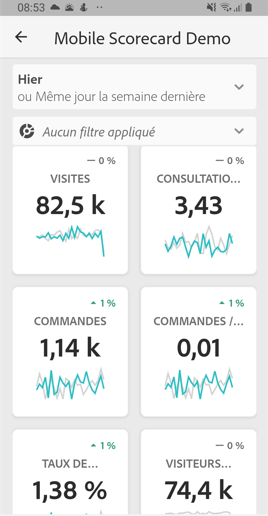 08:53
Mobile Scorecard Demo
Hier
ou Même jour la semaine dernière
Aucun filtre appliqué
0 %
VISITES
82,5 k
0 %
CONSULTATIO...
3,43
1 %
COMMANDES
1,14 k
1 %
COMMANDES /...
0,01
1 %
TAUX DE...
1,38 %
0 %
VISITEURS...
74,4 k